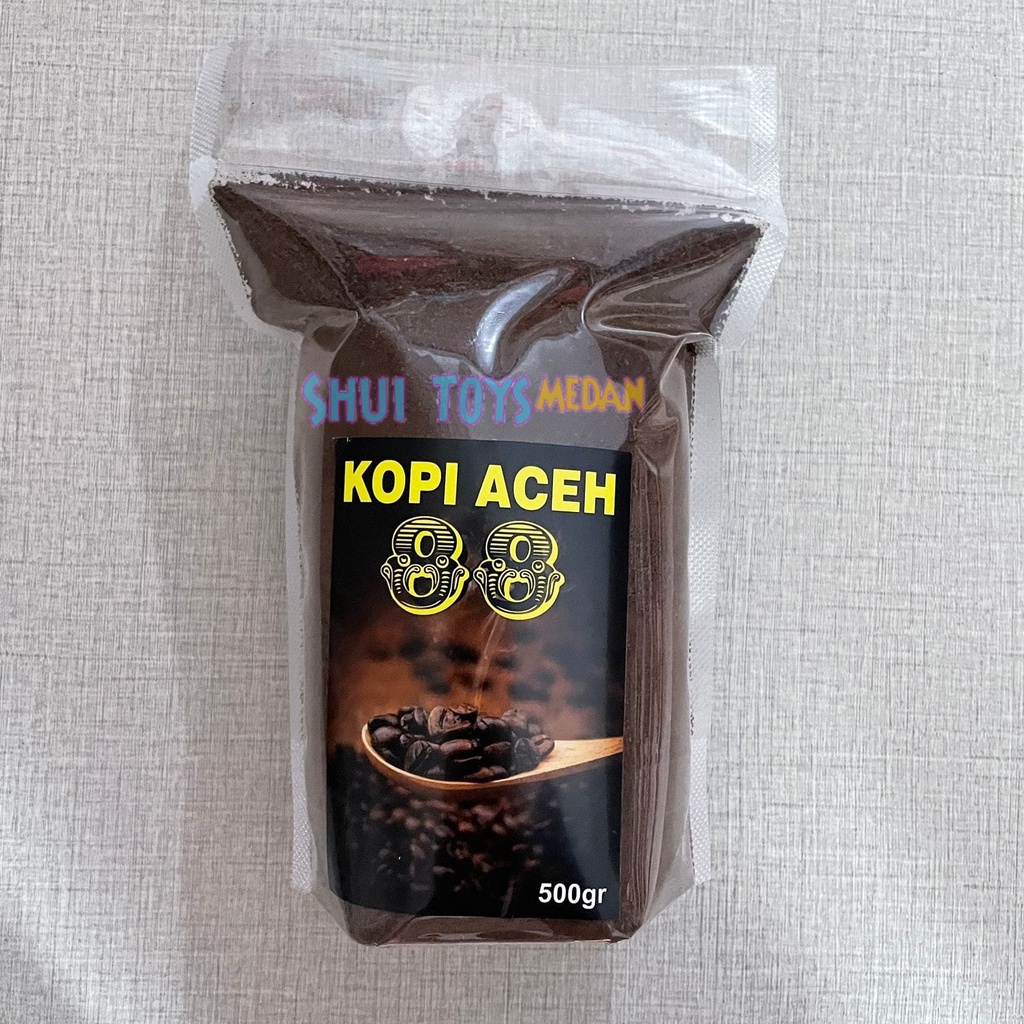 SHUI TOYS MEDAN
KOPI ACEH
88
500gr